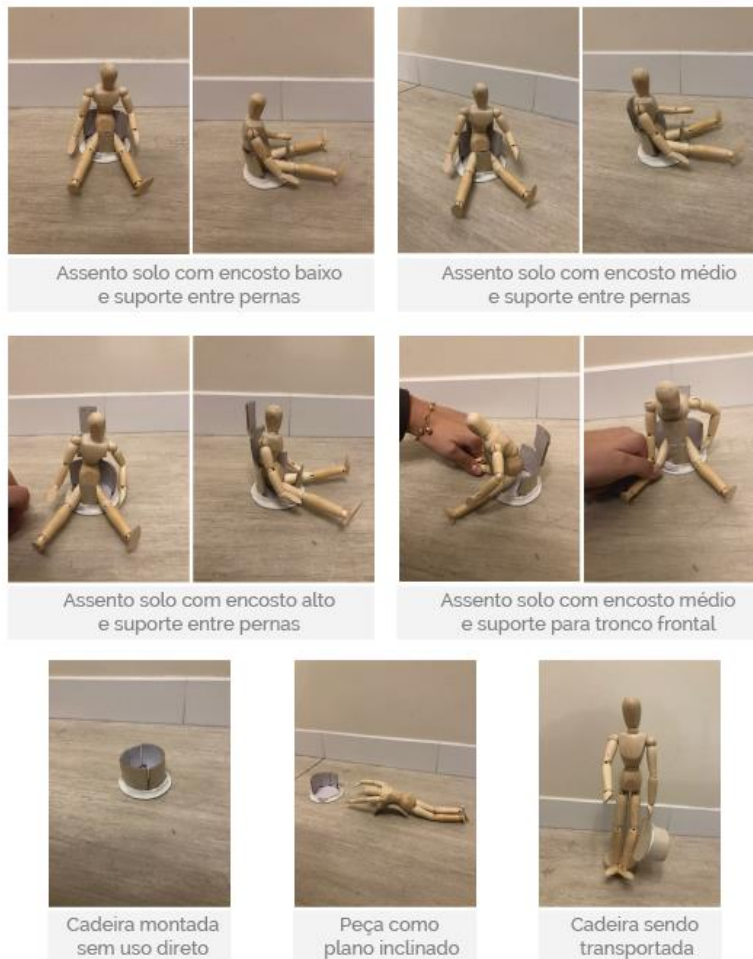 Assento solo com encosto baixo
e suporte entre pernas
Assento solo com encosto médio
e suporte entre pernas
Assento solo com encosto alto
e suporte entre pernas
Assento solo com encosto médio
e suporte para tronco frontal
Cadeira montada
sem uso direto
Peça como
plano inclinado
Cadeira sendo
transportada